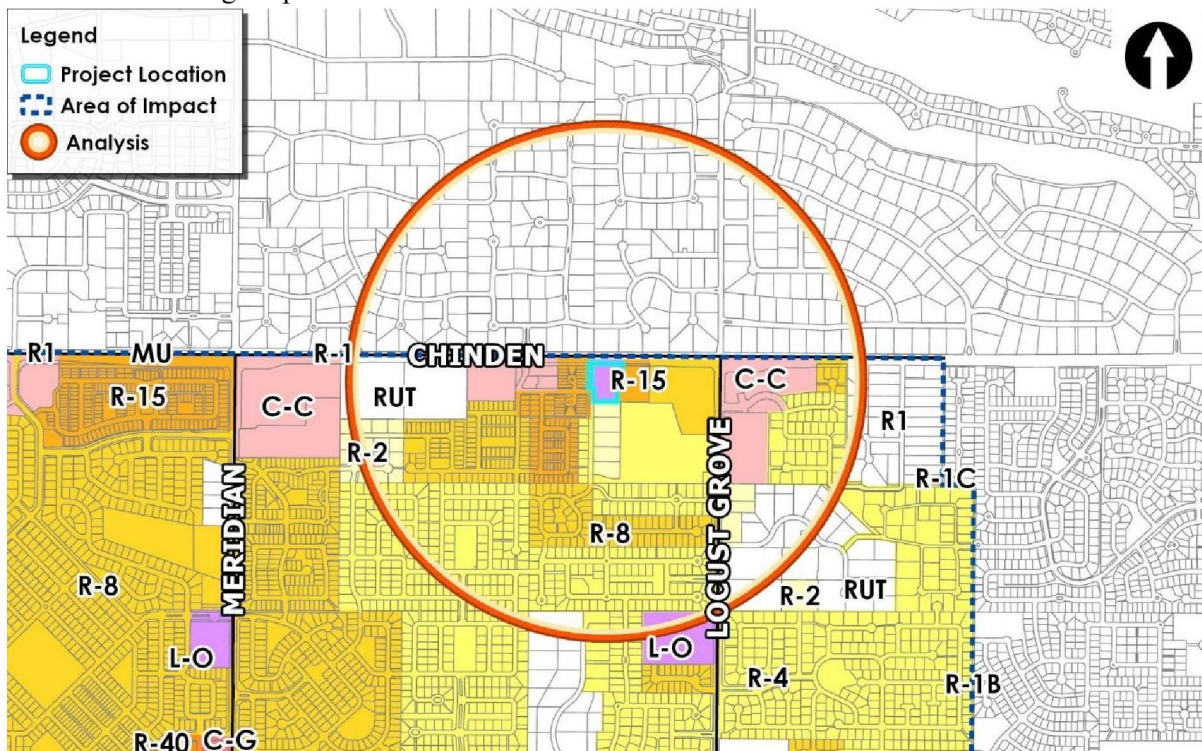 Legend
Project Location
Area of Impact
Analysis
R1
MU
R-1
CHINDEN
R-15
R-15
C-C
C-C
RUT
R1
R-2
R-1C
MERIDIAN
LOCUST GROVE
R-8
R-8
R-2
RUT
L-O
L-O
R-4
R-1B
R-40
C-G